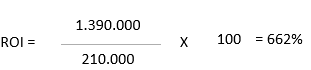 1.390.000
ROI = X 100 = 662%
210.000